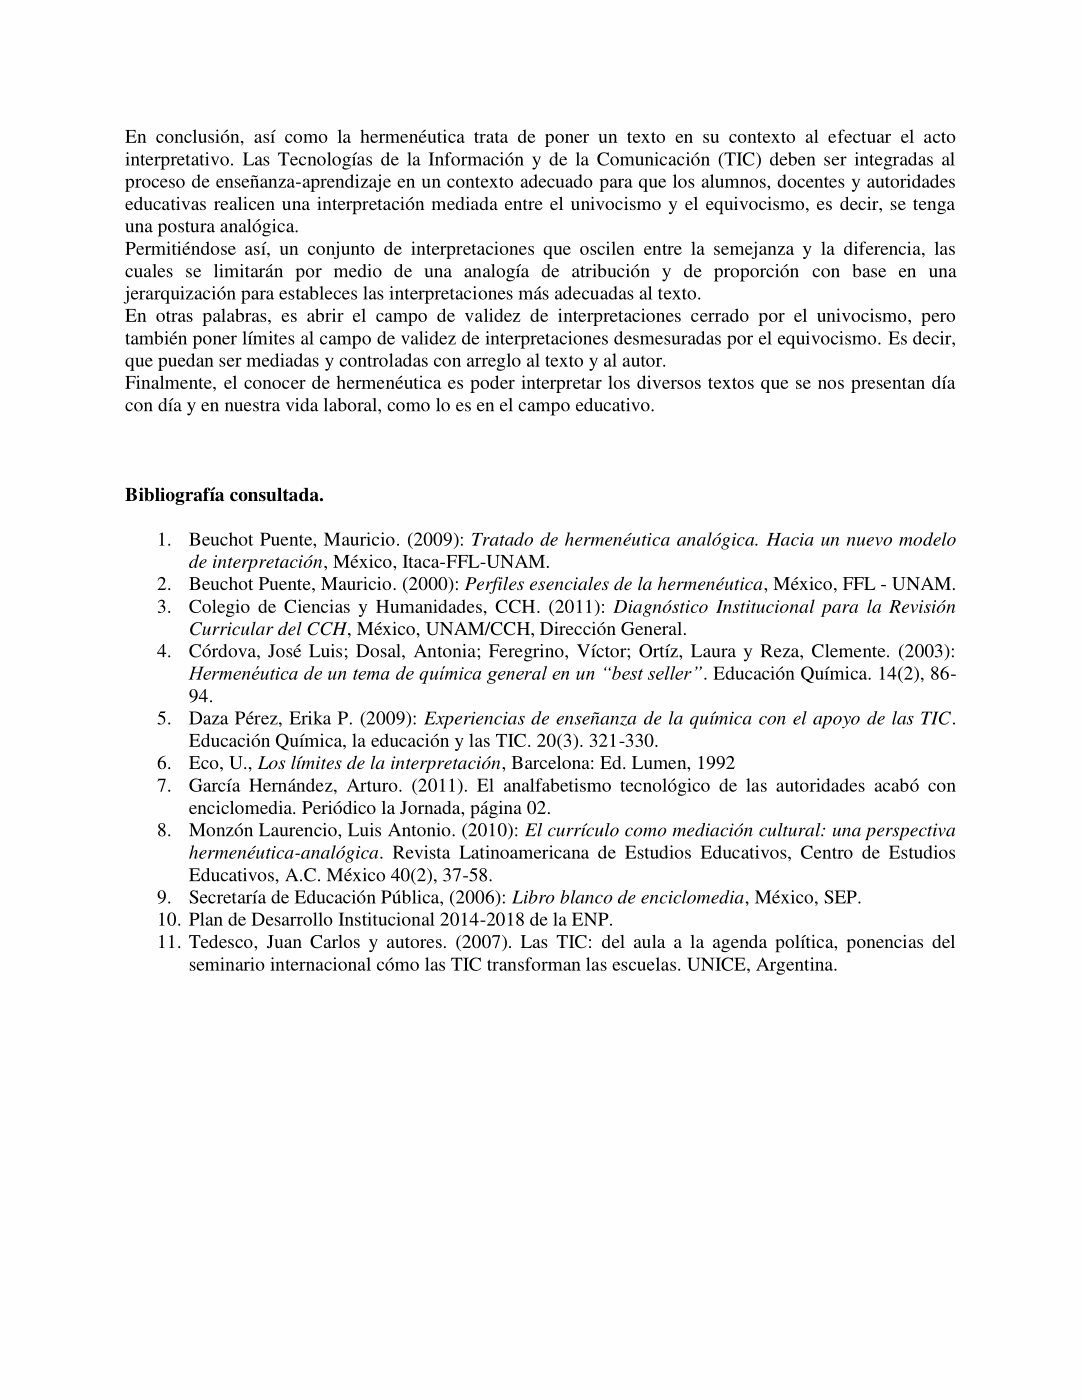 En conclusión, así como la hermenéutica trata de poner un texto en su contexto al efectuar el acto
interpretativo. Las Tecnologías de la Información y de la Comunicación (TIC) deben ser integradas al
proceso de enseñanza-aprendizaje en un contexto adecuado para que los alumnos, docentes y autoridades
educativas realicen una interpretación mediada entre el univocismo y el equivocismo, es decir, se tenga
una postura analógica.
Permitiéndose así, un conjunto de interpretaciones que oscilen entre la semejanza y la diferencia, las
cuales se limitarán por medio de una analogía de atribución y de proporción con base en una
jerarquización para estableces las interpretaciones más adecuadas al texto.
En otras palabras, es abrir el campo de validez de interpretaciones cerrado por el univocismo, pero
también poner límites al campo de validez de interpretaciones desmesuradas por el equivocismo. Es decir,
que puedan ser mediadas y controladas con arreglo al texto y al autor.
Finalmente, el conocer de hermenéutica es poder interpretar los diversos textos que se nos presentan día
con día y en nuestra vida laboral, como lo es en el campo educativo.
Bibliografía consultada.
1. Beuchot Puente, Mauricio. (2009): Tratado de hermenéutica analógica. Hacia un nuevo modelo
de interpretación, México, Itaca-FFL-UNAM.
2. Beuchot Puente, Mauricio. (2000): Perfiles esenciales de la hermenéutica, México, FFL - UNAM.
3. Colegio de Ciencias y Humanidades, CCH. (2011): Diagnóstico Institucional para la Revisión
Curricular del CCH, México, UNAM/CCH, Dirección General.
4. Córdova, José Luis; Dosal, Antonia; Feregrino, Víctor; Ortíz, Laura y Reza, Clemente. (2003):
Hermenéutica de un tema de química general en un “best seller”. Educación Química. 14(2), 86-
94.
5. Daza Pérez, Erika P. (2009): Experiencias de enseñanza de la química con el apoyo de las TIC.
Educación Química, la educación y las TIC. 20(3). 321-330.
6. Eco, U., Los límites de la interpretación, Barcelona: Ed. Lumen, 1992
7. García Hernández, Arturo. (2011). El analfabetismo tecnológico de las autoridades acabó con
enciclomedia. Periódico la Jornada, página 02.
8. Monzón Laurencio, Luis Antonio. (2010): El currículo como mediación cultural: una perspectiva
hermenéutica-analógica. Revista Latinoamericana de Estudios Educativos, Centro de Estudios
Educativos, A.C. México 40(2), 37-58.
9. Secretaría de Educación Pública, (2006): Libro blanco de enciclomedia, México, SEP.
10. Plan de Desarrollo Institucional 2014-2018 de la ENP.
11. Tedesco, Juan Carlos y autores. (2007). Las TIC: del aula a la agenda política, ponencias del
seminario internacional cómo las TIC transforman las escuelas. UNICE, Argentina.